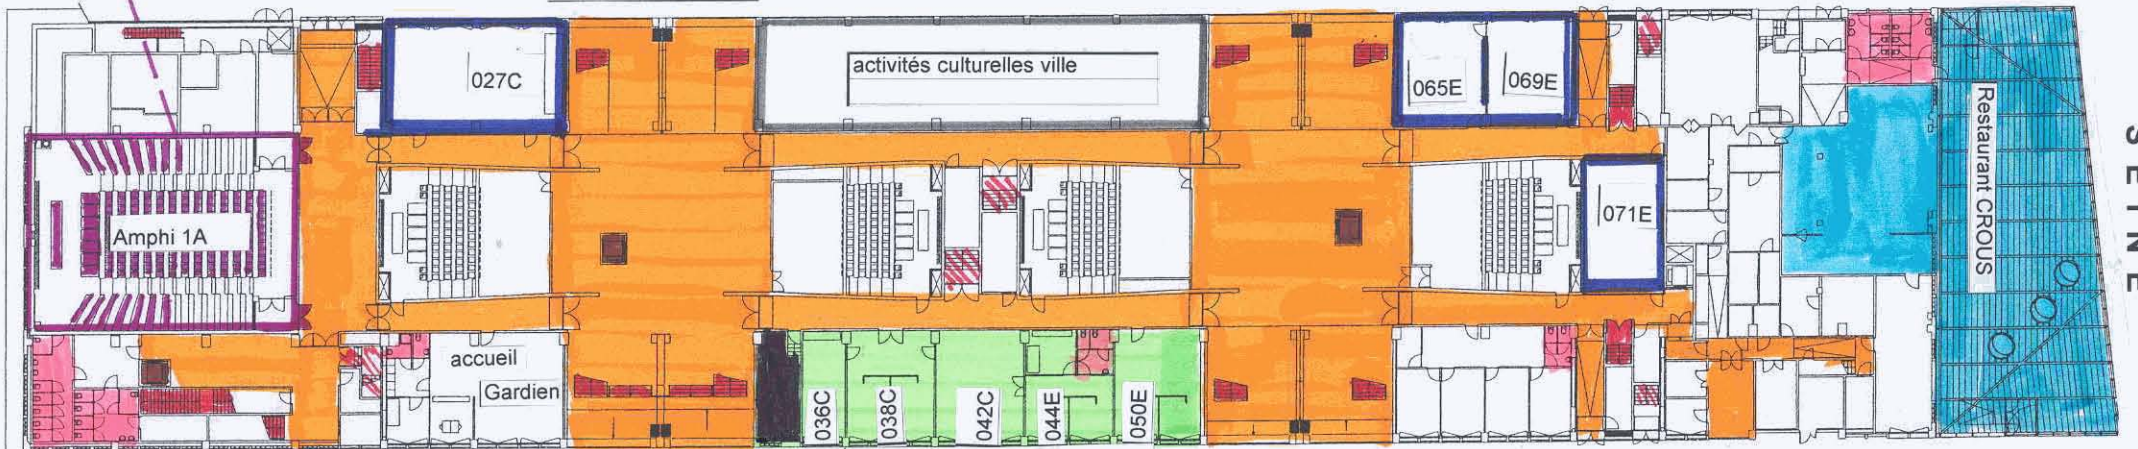 027C
activités culturelles ville
065E
069E
Amphi 1A
071E
Restaurant CROUS
SEINE
accueil
Gardien
036C
038C
042C
044E
050E